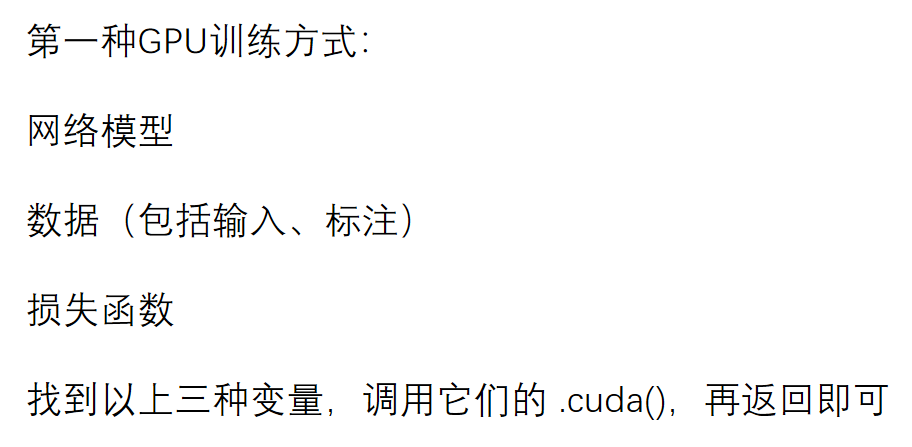 第一种GPU训练方式：
网络模型
数据（包括输入、标注）
损失函数
找到以上三种变量，调用它们的 .cuda()，再返回即可